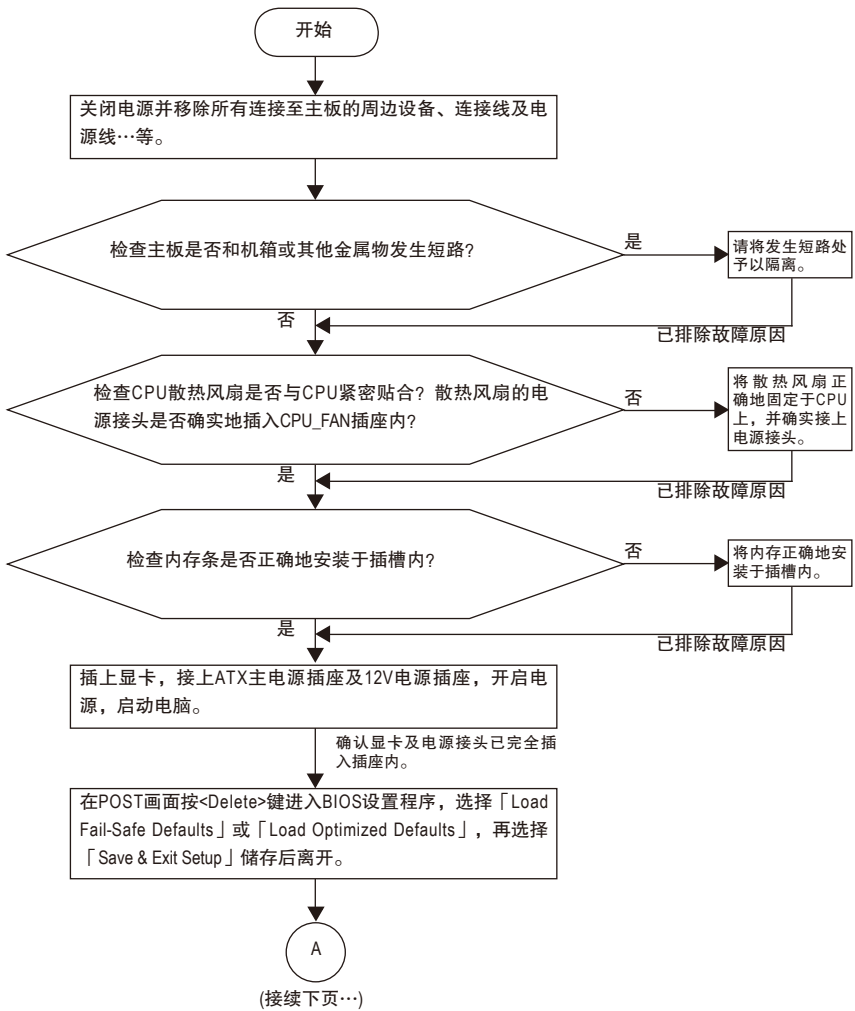 开始
关闭电源并移除所有连接至主板的周边设备、连接线及电
源线…等。
检查主板是否和机箱或其他金属物发生短路?
是
请将发生短路处
予以隔离。
否
已排除故障原因
检查CPU散热风扇是否与CPU紧密贴合? 散热风扇的电
源接头是否确实地插入CPU_FAN插座内?
否
将散热风扇正
确地固定于CPU
上，并确实接上
电源接头。
是
已排除故障原因
检查内存条是否正确地安装于插槽内?
否
将内存正确地安
装于插槽内。
是
已排除故障原因
插上显卡，接上ATX主电源插座及12V电源插座，开启电
源，启动电脑。
确认显卡及电源接头已完全插
入插座内。
在POST画面按<Delete>键进入BIOS设置程序，选择「Load
Fail-Safe Defaults」或「Load Optimized Defaults」，再选择
「Save & Exit Setup」储存后离开。
A
(接续下页…)